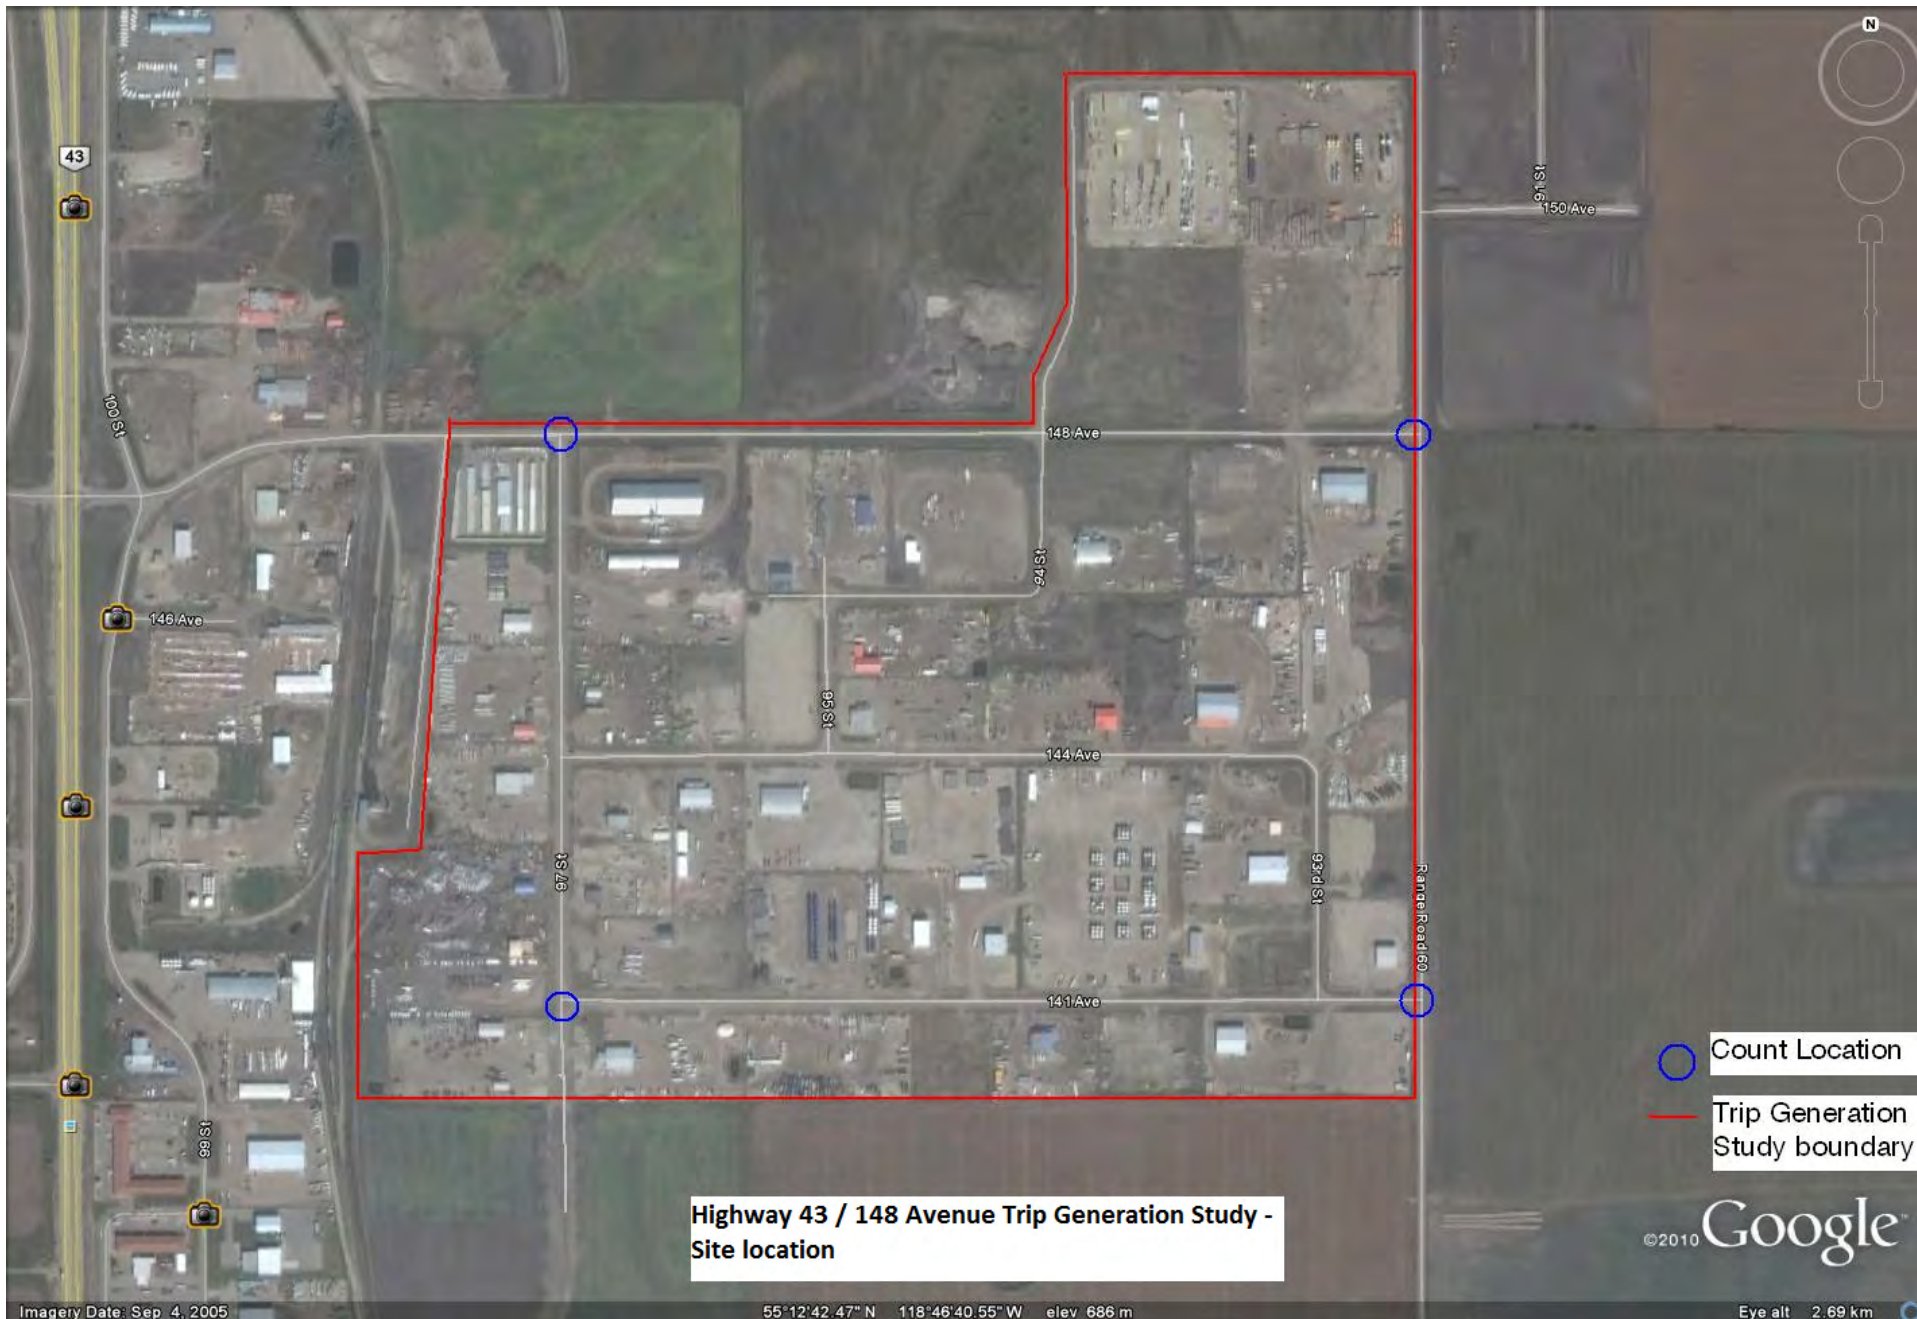 N
43
91 St
150 Ave
100 St
148 Ave
94 St
146 Ave
95 St
144 Ave
97 St
93rd St
Range Road 60
141 Ave
Count Location
Trip Generation
Study boundary
99 St
Highway 43 / 148 Avenue Trip Generation Study -
Site location
©2010 Google™
Imagery Date: Sep 4, 2005
55°12'42.47" N 118°46'40.55" W elev 686 m
Eye alt 2.69 km